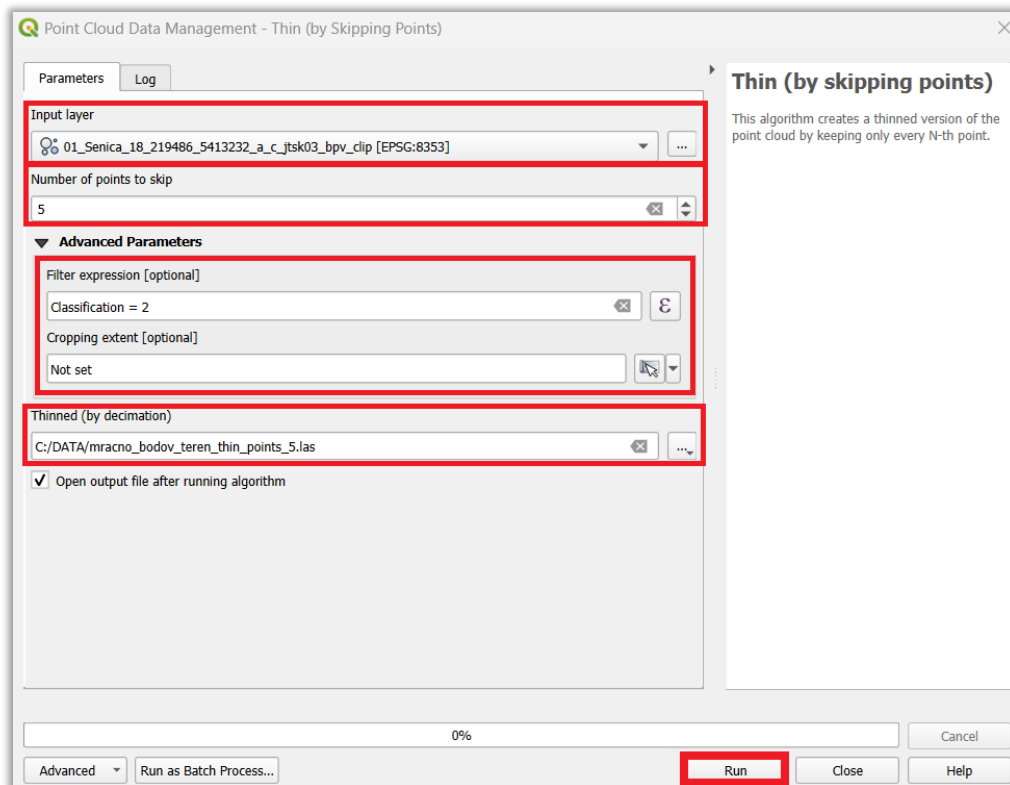 Point Cloud Data Management - Thin (by Skipping Points)
Parameters
Log
Input layer
01_Senica_18_219486_5413232_a_c_jtsk03_bpv_clip [EPSG:8353]
...
Number of points to skip
5
Advanced Parameters
Filter expression [optional]
Classification = 2
ε
Cropping extent [optional]
Not set
Thinned (by decimation)
C:/DATA/mracno_bodov_teren_thin_points_5.las
...
Open output file after running algorithm
Thin (by skipping points)
This algorithm creates a thinned version of the
point cloud by keeping only every N-th point.
0%
Cancel
Advanced
Run as Batch Process...
Run
Close
Help